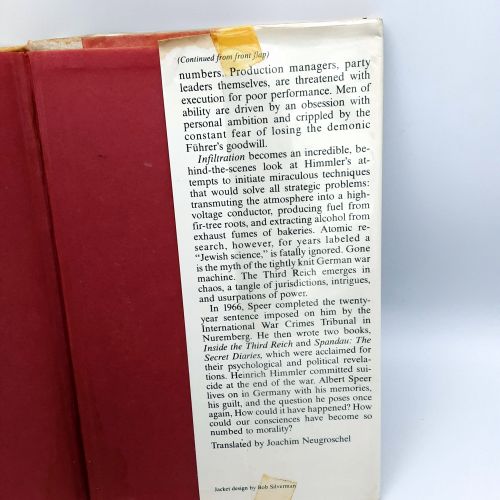 (Continued from front flap)
numbers. Production managers, party
leaders themselves, are threatened with
execution for poor performance. Men of
ability are driven by an obsession with
personal ambition and crippled by the
constant fear of losing the demonic
Führer's goodwill.
Infiltration becomes an incredible, be-
hind-the-scenes look at Himmler's at-
tempts to initiate miraculous techniques
that would solve all strategic problems:
transmuting the atmosphere into a high-
voltage conductor, producing fuel from
fir-tree roots, and extracting alcohol from
exhaust fumes of bakeries. Atomic re-
search, however, for years labeled a
"Jewish science," is fatally ignored. Gone
is the myth of the tightly knit German war
machine. The Third Reich emerges in
chaos, a tangle of jurisdictions, intrigues,
and usurpations of power.
In 1966, Speer completed the twenty-
year sentence imposed on him by the
International War Crimes Tribunal in
Nuremberg. He then wrote two books,
Inside the Third Reich and Spandau: The
Secret Diaries, which were acclaimed for
their psychological and political revela-
tions. Heinrich Himmler committed sui-
cide at the end of the war. Albert Speer
lives on in Germany with his memories,
his guilt, and the question he poses once
again, How could it have happened? How
could our consciences have become so
numbed to morality?
Translated by Joachim Neugroschel
Jacket design by Bob Silverman